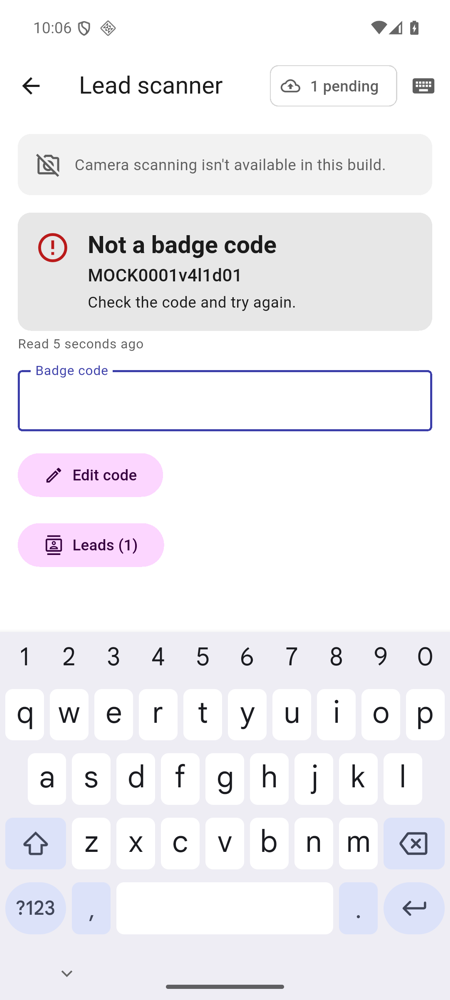 10:06
Lead scanner
1 pending
Camera scanning isn't available in this build.
Not a badge code
MOCK0001v4l1d01
Check the code and try again.
Read 5 seconds ago
Badge code
Edit code
Leads (1)
1 2 3 4 5 6 7 8 9 0
q w e r t y u i o p
a s d f g h j k l
z x c v b n m
?123 , .